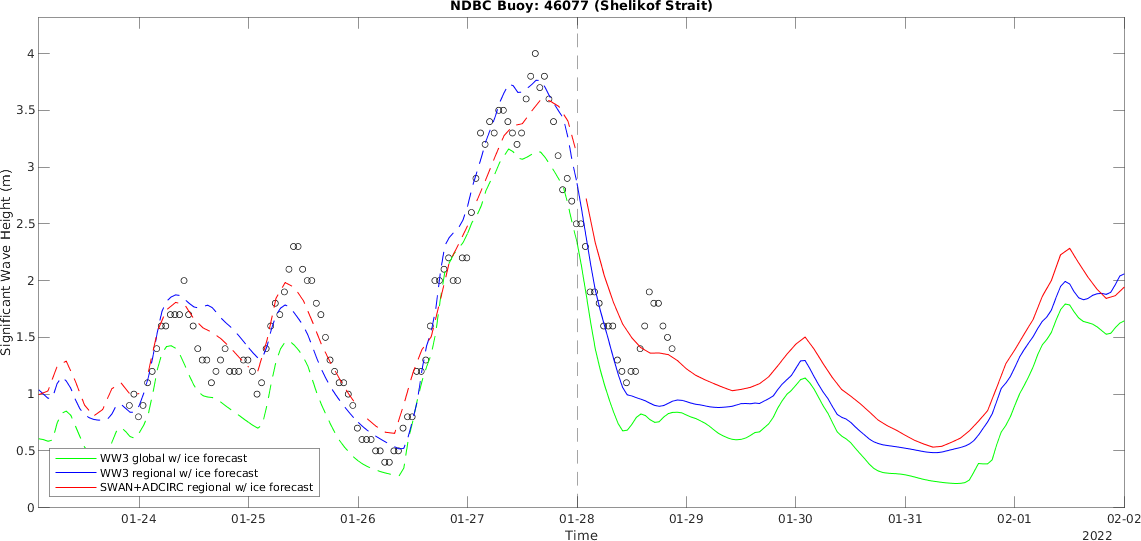 NDBC Buoy: 46077 (Shelikof Strait)
Significant Wave Height (m)
4
3.5
3
2.5
2
1.5
1
0.5
0
WW3 global w/ ice forecast
WW3 regional w/ ice forecast
SWAN+ADCIRC regional w/ ice forecast
01-24 01-25 01-26 01-27 01-28 01-29 01-30 01-31 02-01 02-02
Time
2022